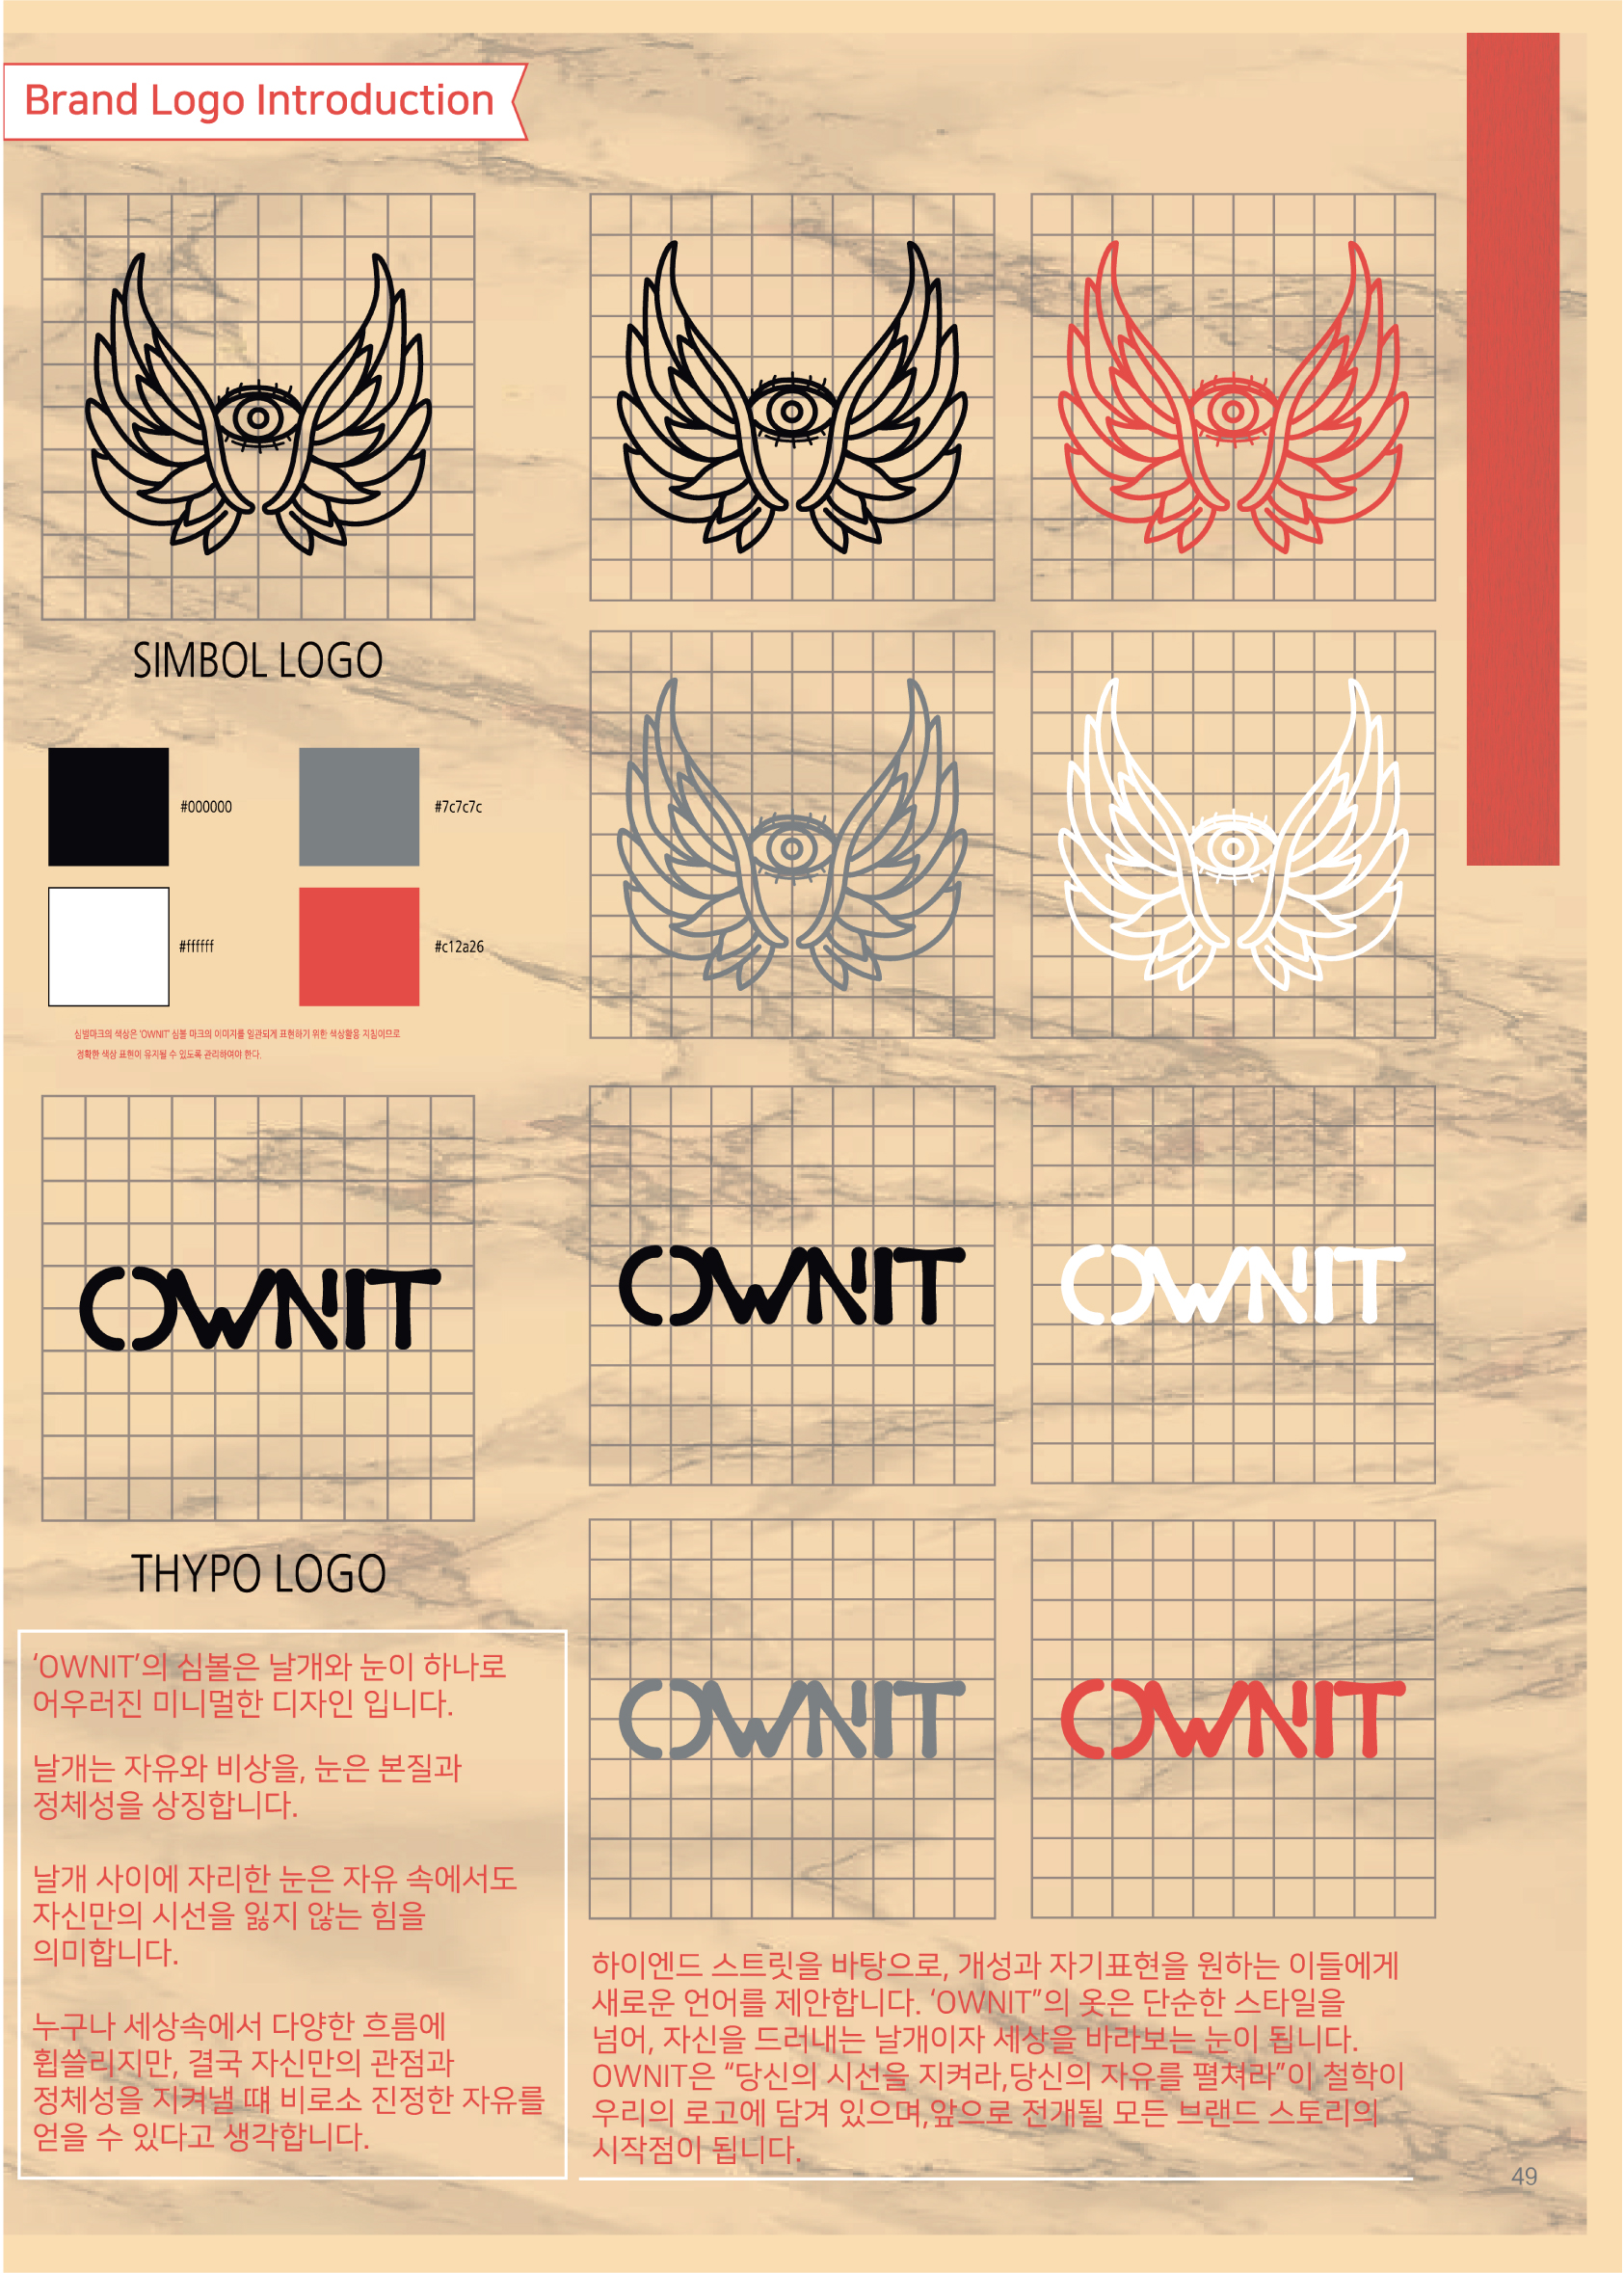 Brand Logo Introduction
SIMBOL LOGO
#000000
#7c7c7c
#ffffff
#c12a26
심벌마크의 색상은 'OWNIT' 심볼 마크의 이미지를 일관되게 표현하기 위한 색상활용 지침이므로
정확한 색상 표현이 유지될 수 있도록 관리하여야 한다.
OWNIT
OWNIT
OWNIT
THYPO LOGO
OWNIT
OWNIT
‘OWNIT’의 심볼은 날개와 눈이 하나로
어우러진 미니멀한 디자인 입니다.
날개는 자유와 비상을, 눈은 본질과
정체성을 상징합니다.
날개 사이에 자리한 눈은 자유 속에서도
자신만의 시선을 잃지 않는 힘을
의미합니다.
누구나 세상속에서 다양한 흐름에
휩쓸리지만, 결국 자신만의 관점과
정체성을 지켜낼 떄 비로소 진정한 자유를
얻을 수 있다고 생각합니다.
하이엔드 스트릿을 바탕으로, 개성과 자기표현을 원하는 이들에게
새로운 언어를 제안합니다. ‘OWNIT”의 옷은 단순한 스타일을
넘어, 자신을 드러내는 날개이자 세상을 바라보는 눈이 됩니다.
OWNIT은 “당신의 시선을 지켜라,당신의 자유를 펼쳐라”이 철학이
우리의 로고에 담겨 있으며,앞으로 전개될 모든 브랜드 스토리의
시작점이 됩니다.
49